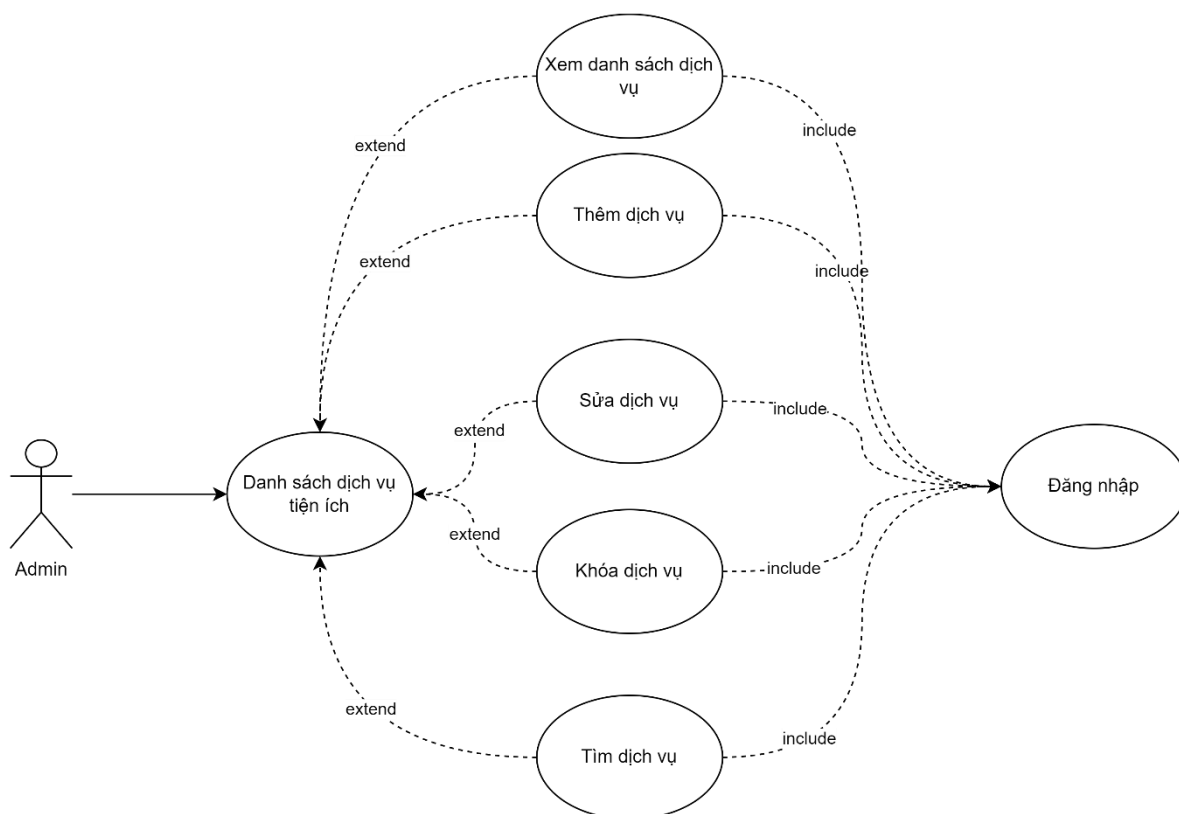 Xem danh sách dịch
vụ
extend
include
Thêm dịch vụ
extend
include
Sửa dịch vụ
extend
include
Danh sách dịch vụ
tiện ích
Đăng nhập
extend
Khóa dịch vụ
include
Admin
extend
Tìm dịch vụ
include